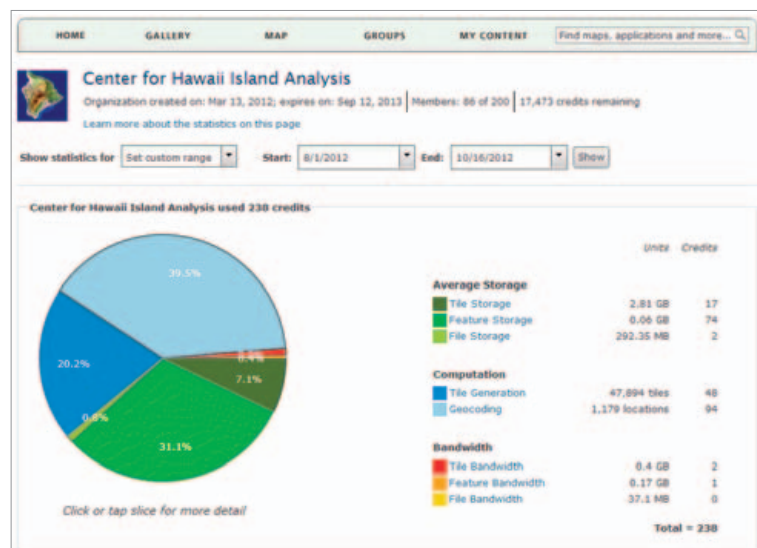 HOME GALLERY MAP GROUPS MY CONTENT Find maps, applications and more...
Center for Hawaii Island Analysis
Organization created on: Mar 13, 2012; expires on: Sep 12, 2013 Members: 86 of 200 17,473 credits remaining
Learn more about the statistics on this page
Show statistics for Set custom range Start: 8/1/2012 End: 10/16/2012 Show
Center for Hawaii Island Analysis used 238 credits
Units Credits
39.5%
Average Storage
Tile Storage 2.81 GB 17
Feature Storage 0.06 GB 74
File Storage 292.35 MB 2
20.2%
7.1%
Computation
Tile Generation 47,894 tiles 48
Geocoding 1,179 locations 94
0.8%
31.1%
Bandwidth
Tile Bandwidth 0.4 GB 2
Feature Bandwidth 0.17 GB 1
File Bandwidth 37.1 MB 0
Click or tap slice for more detail
Total = 238